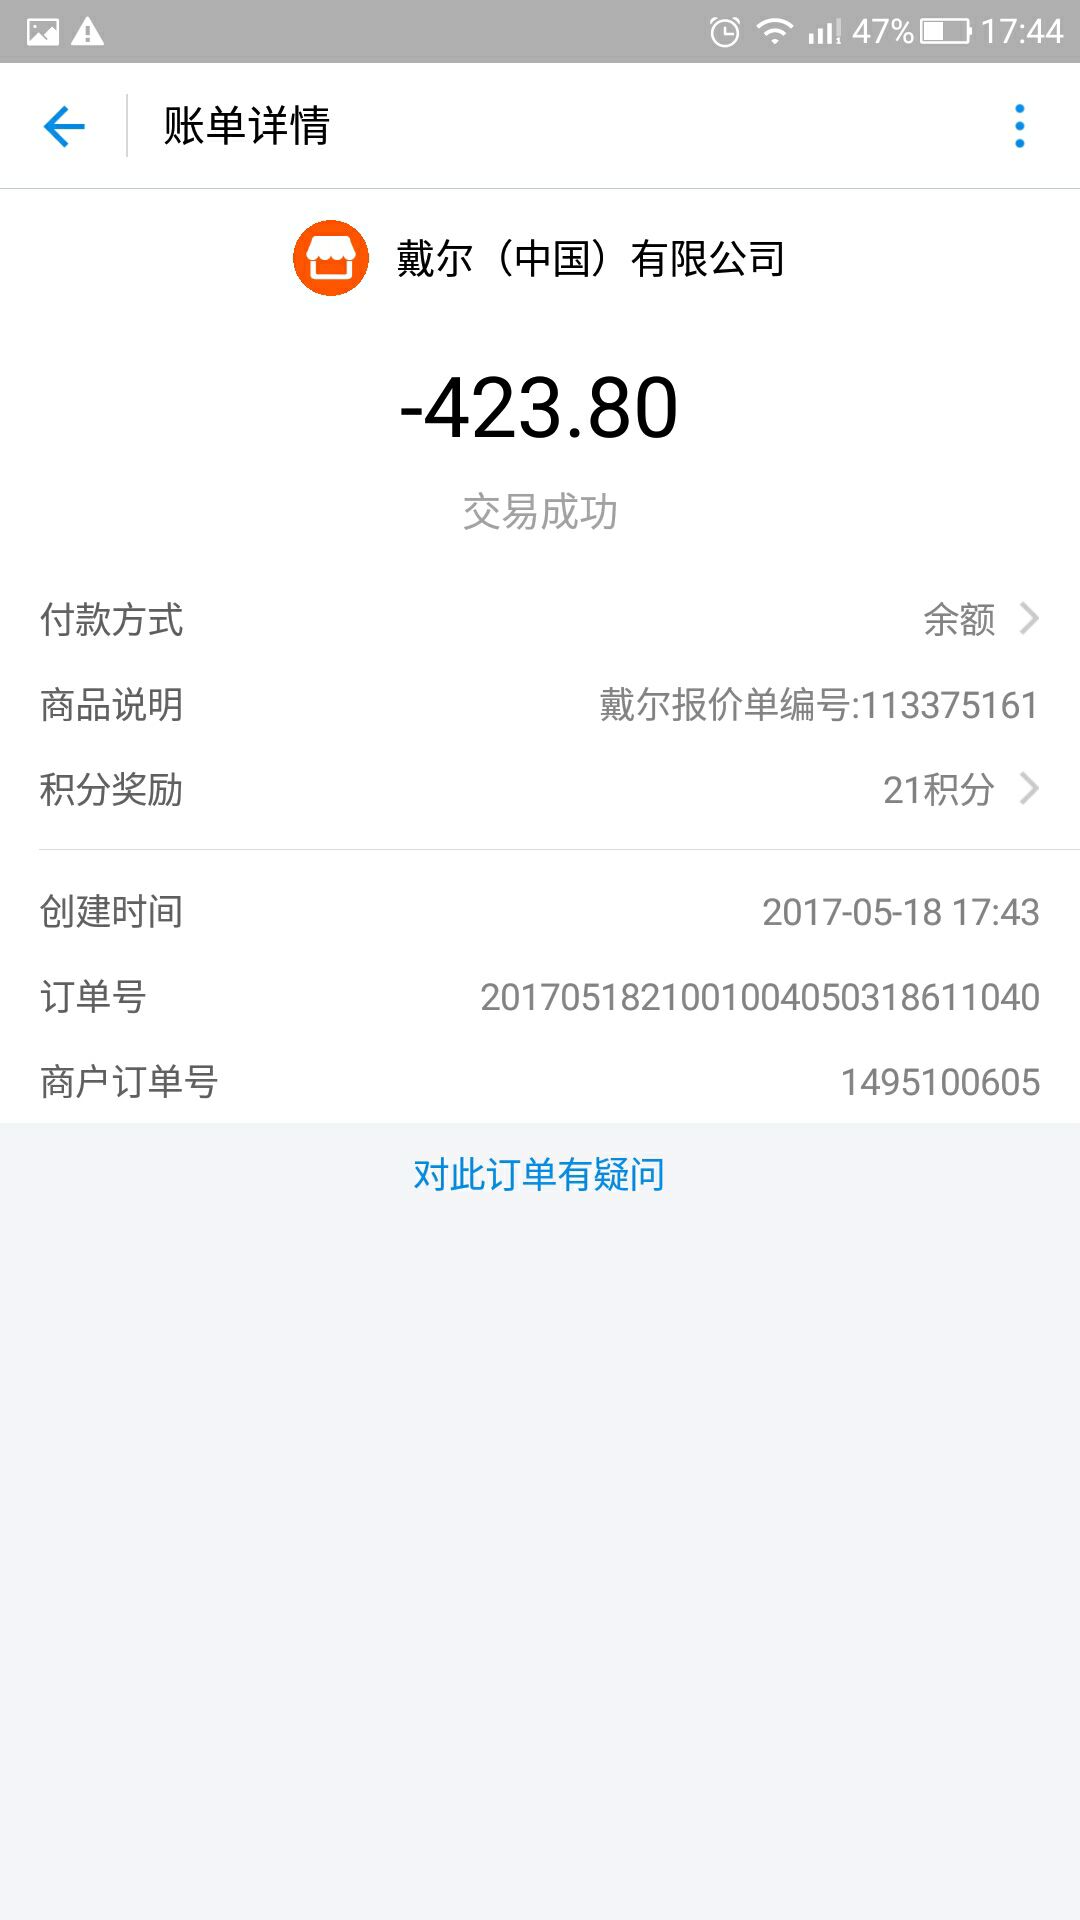 47% 17:44
账单详情
戴尔（中国）有限公司
-423.80
交易成功
付款方式 余额
商品说明 戴尔报价单编号:113375161
积分奖励 21积分
创建时间 2017-05-18 17:43
订单号 2017051821001004050318611040
商户订单号 1495100605
对此订单有疑问